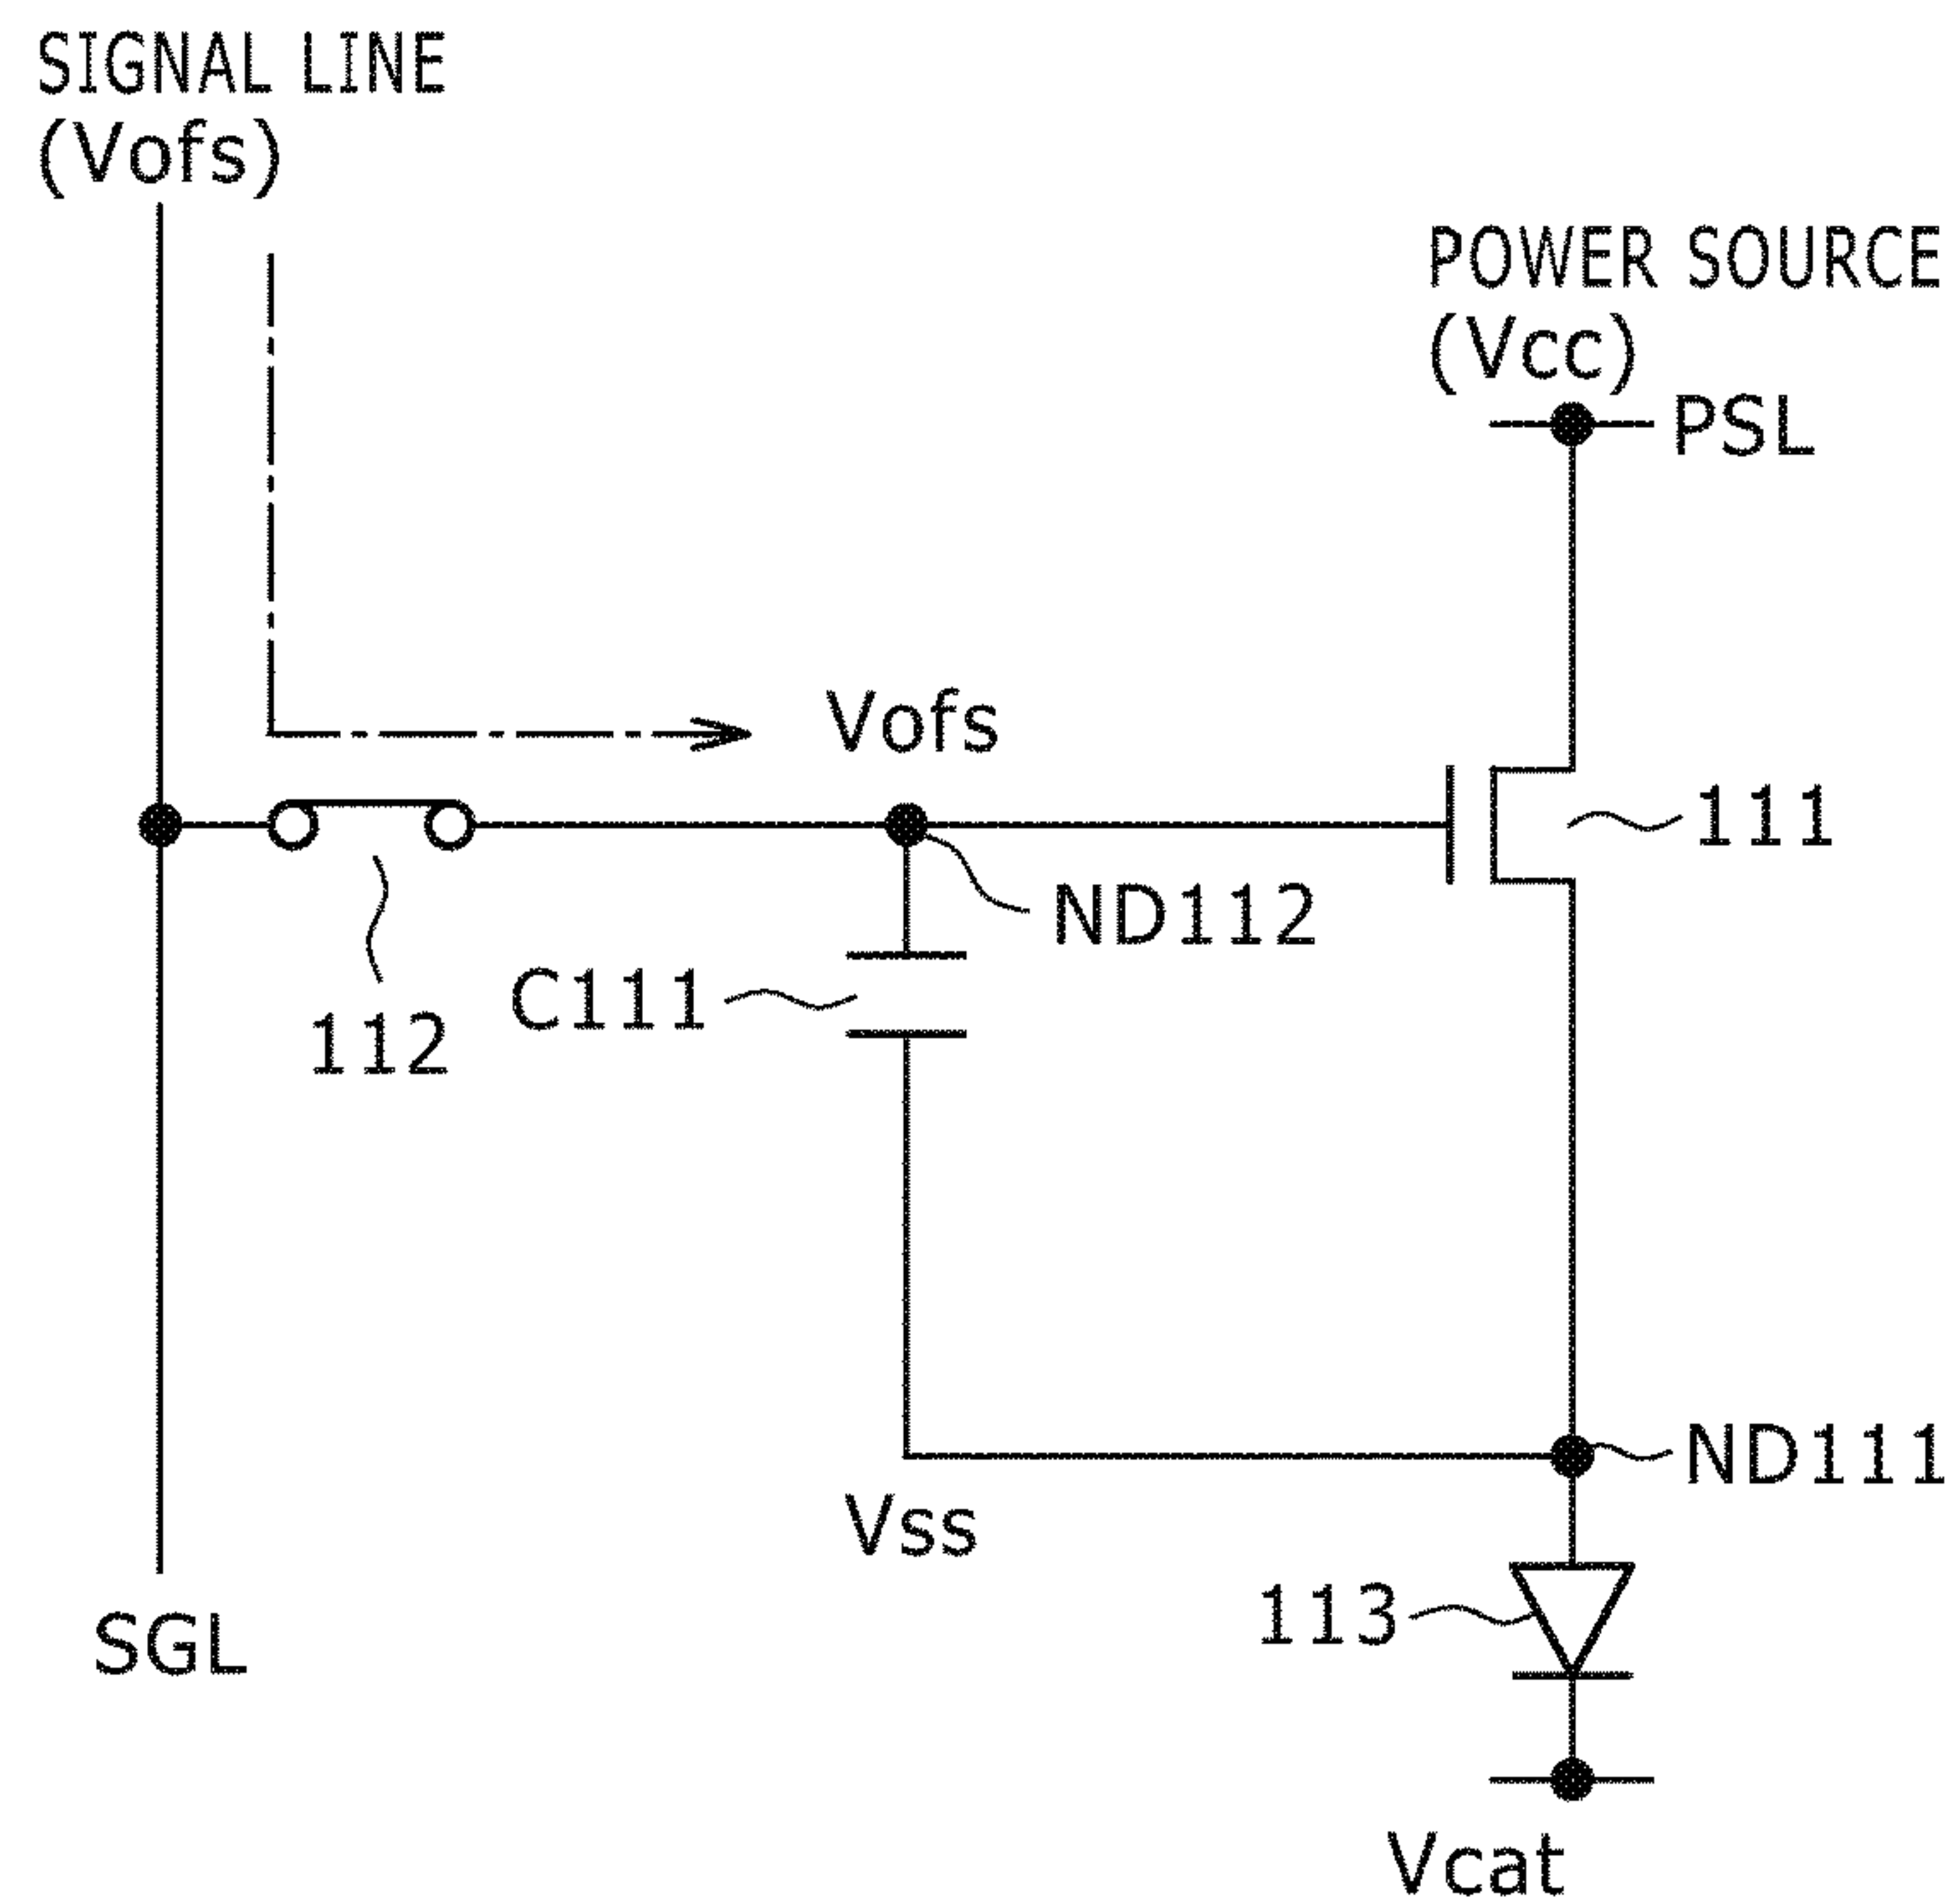 SIGNAL LINE
(Vofs)
POWER SOURCE
(Vcc)
PSL
Vofs
111
ND112
C111
112
ND111
Vss
113
SGL
Vcat